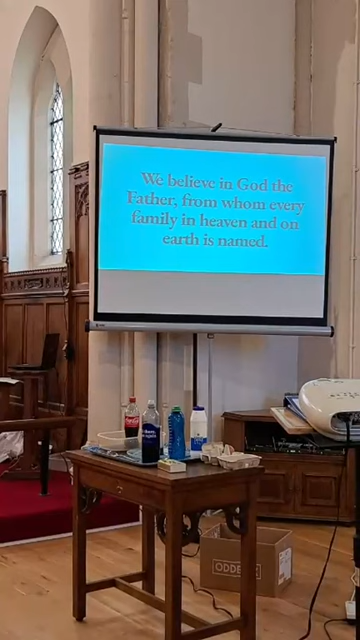 We believe in God the
Father, from whom every
family in heaven and on
earth is named.
ODDB